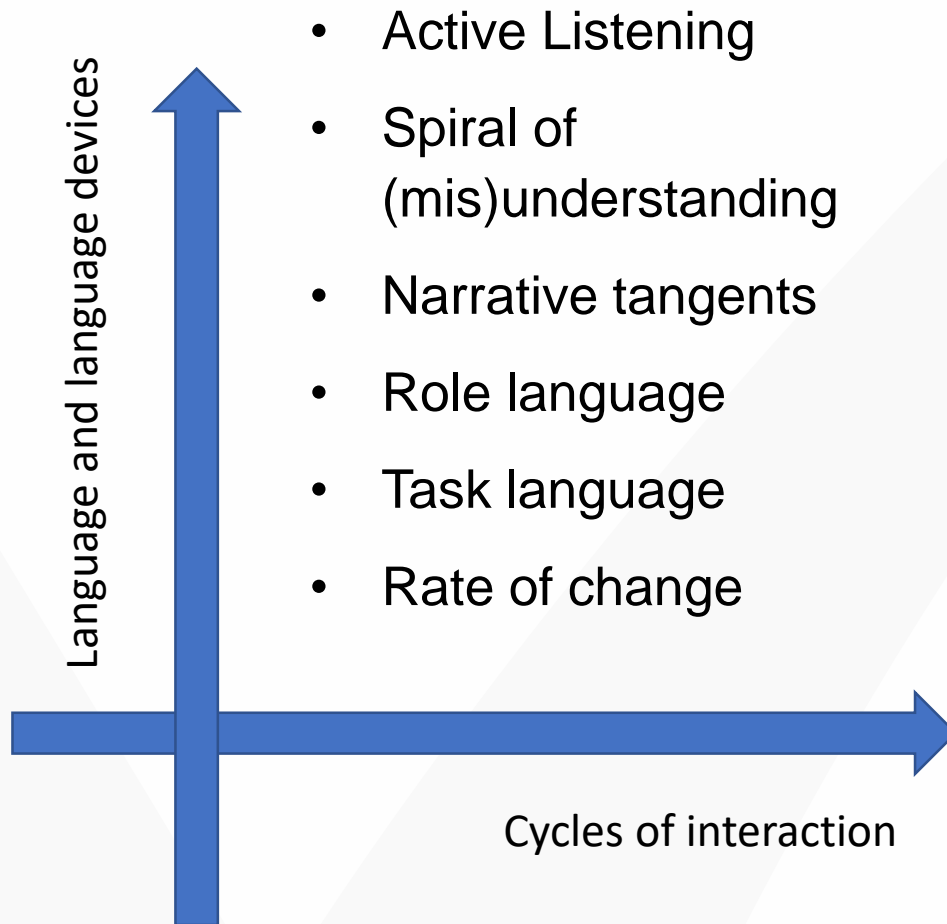 Language and language devices
• Active Listening
• Spiral of
(mis)understanding
• Narrative tangents
• Role language
• Task language
• Rate of change
Cycles of interaction